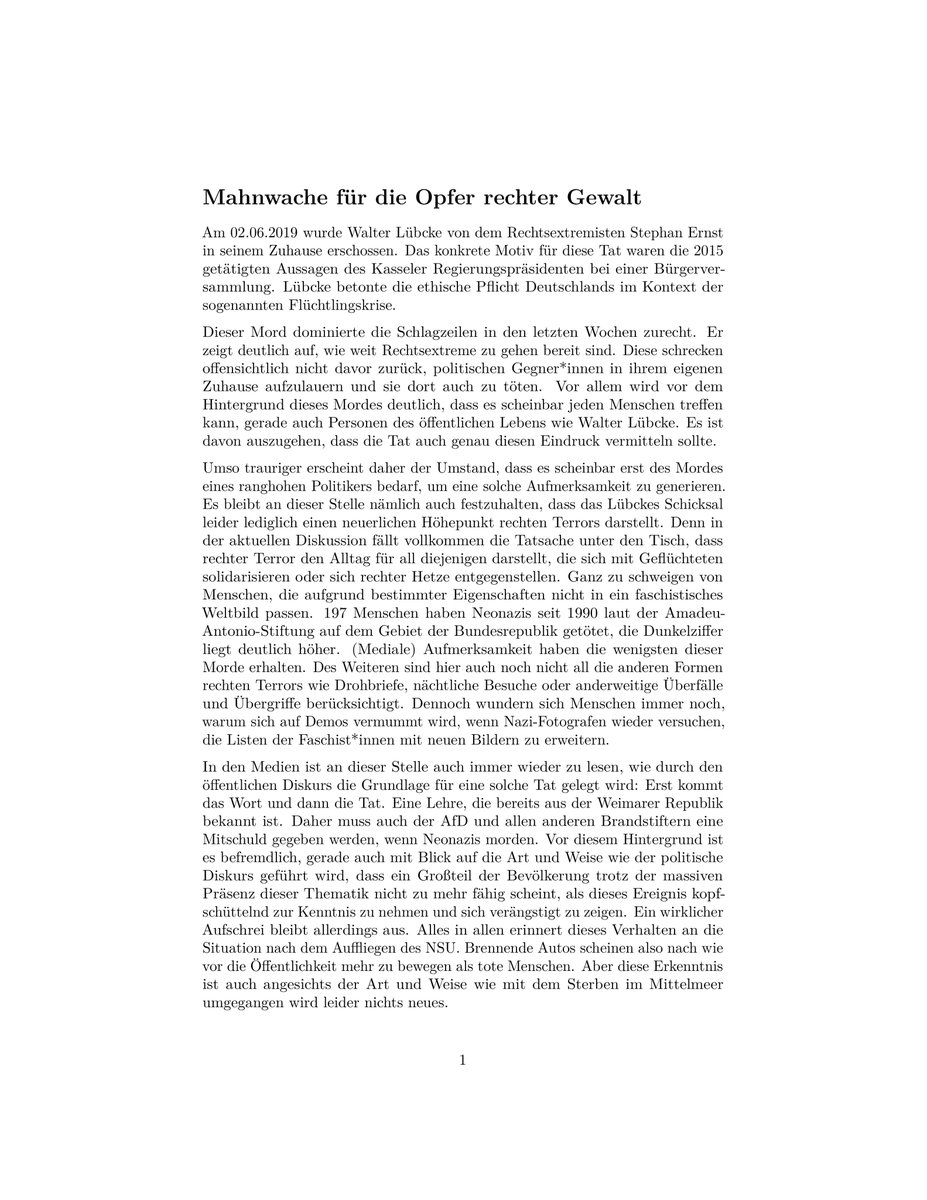 Mahnwache für die Opfer rechter Gewalt
Am 02.06.2019 wurde Walter Lübcke von dem Rechtsextremisten Stephan Ernst
in seinem Zuhause erschossen. Das konkrete Motiv für diese Tat waren die 2015
getätigten Aussagen des Kasseler Regierungspräsidenten bei einer Bürgerver-
sammlung. Lübcke betonte die ethische Pflicht Deutschlands im Kontext der
sogenannten Flüchtlingskrise.
Dieser Mord dominierte die Schlagzeilen in den letzten Wochen zurecht. Er
zeigt deutlich auf, wie weit Rechtsextreme zu gehen bereit sind. Diese schrecken
offensichtlich nicht davor zurück, politischen Gegner*innen in ihrem eigenen
Zuhause aufzulauern und sie dort auch zu töten. Vor allem wird vor dem
Hintergrund dieses Mordes deutlich, dass es scheinbar jeden Menschen treffen
kann, gerade auch Personen des öffentlichen Lebens wie Walter Lübcke. Es ist
davon auszugehen, dass die Tat auch genau diesen Eindruck vermitteln sollte.
Umso trauriger erscheint daher der Umstand, dass es scheinbar erst des Mordes
eines ranghohen Politikers bedarf, um eine solche Aufmerksamkeit zu generieren.
Es bleibt an dieser Stelle nämlich auch festzuhalten, dass das Lübckes Schicksal
leider lediglich einen neuerlichen Höhepunkt rechten Terrors darstellt. Denn in
der aktuellen Diskussion fällt vollkommen die Tatsache unter den Tisch, dass
rechter Terror den Alltag für all diejenigen darstellt, die sich mit Geflüchteten
solidarisieren oder sich rechter Hetze entgegenstellen. Ganz zu schweigen von
Menschen, die aufgrund bestimmter Eigenschaften nicht in ein faschistisches
Weltbild passen. 197 Menschen haben Neonazis seit 1990 laut der Amadeu-
Antonio-Stiftung auf dem Gebiet der Bundesrepublik getötet, die Dunkelziffer
liegt deutlich höher. (Mediale) Aufmerksamkeit haben die wenigsten dieser
Morde erhalten. Des Weiteren sind hier auch noch nicht all die anderen Formen
rechten Terrors wie Drohbriefe, nächtliche Besuche oder anderweitige Überfälle
und Übergriffe berücksichtigt. Dennoch wundern sich Menschen immer noch,
warum sich auf Demos vermummt wird, wenn Nazi-Fotografen wieder versuchen,
die Listen der Faschist*innen mit neuen Bildern zu erweitern.
In den Medien ist an dieser Stelle auch immer wieder zu lesen, wie durch den
öffentlichen Diskurs die Grundlage für eine solche Tat gelegt wird: Erst kommt
das Wort und dann die Tat. Eine Lehre, die bereits aus der Weimarer Republik
bekannt ist. Daher muss auch der AfD und allen anderen Brandstiftern eine
Mitschuld gegeben werden, wenn Neonazis morden. Vor diesem Hintergrund ist
es befremdlich, gerade auch mit Blick auf die Art und Weise wie der politische
Diskurs geführt wird, dass ein Großteil der Bevölkerung trotz der massiven
Präsenz dieser Thematik nicht zu mehr fähig scheint, als dieses Ereignis kopf-
schüttelnd zur Kenntnis zu nehmen und sich verängstigt zu zeigen. Ein wirklicher
Aufschrei bleibt allerdings aus. Alles in allen erinnert dieses Verhalten an die
Situation nach dem Auffliegen des NSU. Brennende Autos scheinen also nach wie
vor die Öffentlichkeit mehr zu bewegen als tote Menschen. Aber diese Erkenntnis
ist auch angesichts der Art und Weise wie mit dem Sterben im Mittelmeer
umgegangen wird leider nichts neues.
1